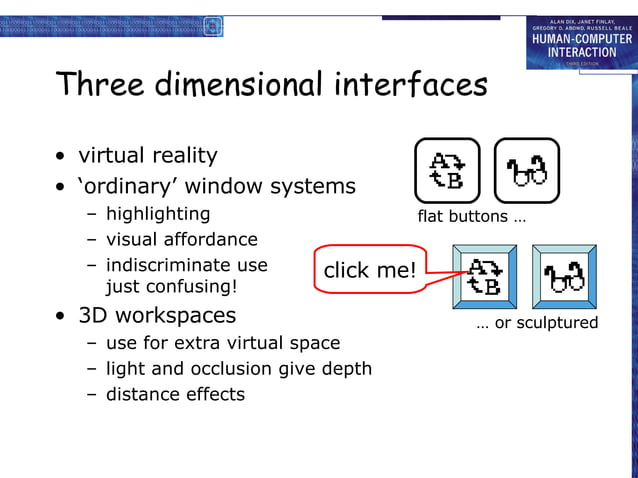 ALAN DIX, JANET FINLAY,
GREGORY D. ABOWD, RUSSELL BEALE
HUMAN-COMPUTER
INTERACTION
THIRD EDITION
Three dimensional interfaces
• virtual reality
• ‘ordinary’ window systems
– highlighting
– visual affordance
– indiscriminate use
just confusing!
• 3D workspaces
– use for extra virtual space
– light and occlusion give depth
– distance effects
A
B
flat buttons …
click me!
A
B
… or sculptured